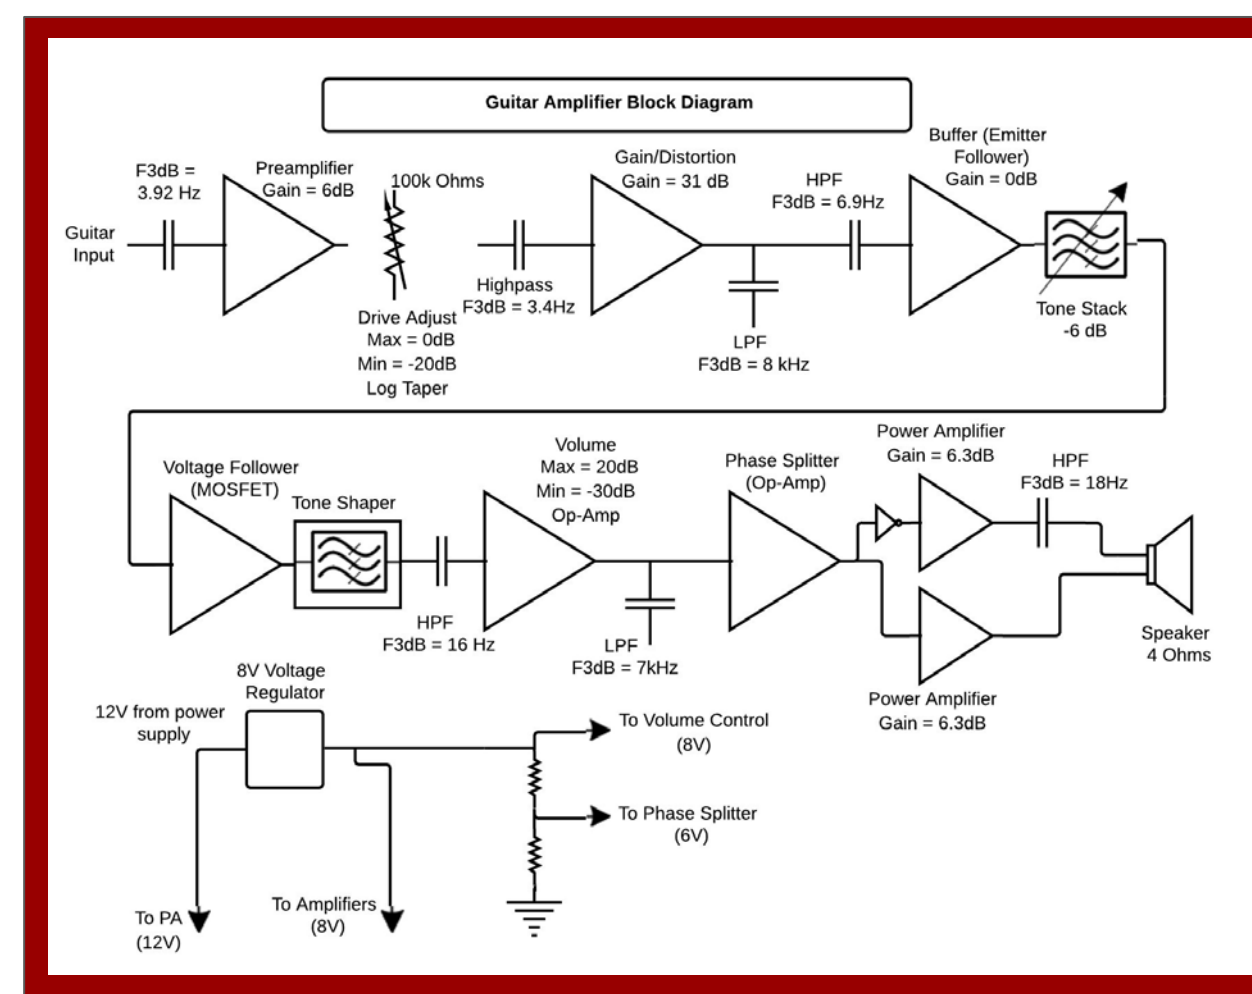 Guitar Amplifier Block Diagram
F3dB =
3.92 Hz
Guitar
Input
Preamplifier
Gain = 6dB
100k Ohms
Drive Adjust
Max = 0dB
Min = -20dB
Log Taper
Highpass
F3dB = 3.4Hz
Gain/Distortion
Gain = 31 dB
LPF
F3dB = 8 kHz
HPF
F3dB = 6.9Hz
Buffer (Emitter
Follower)
Gain = 0dB
Tone Stack
-6 dB
Voltage Follower
(MOSFET)
Tone Shaper
HPF
F3dB = 16 Hz
Volume
Max = 20dB
Min = -30dB
Op-Amp
LPF
F3dB = 7kHz
Phase Splitter
(Op-Amp)
Power Amplifier
Gain = 6.3dB
HPF
F3dB = 18Hz
Speaker
4 Ohms
Power Amplifier
Gain = 6.3dB
8V Voltage
Regulator
12V from power
supply
To Volume Control
(8V)
To Phase Splitter
(6V)
To Amplifiers
(8V)
To PA
(12V)